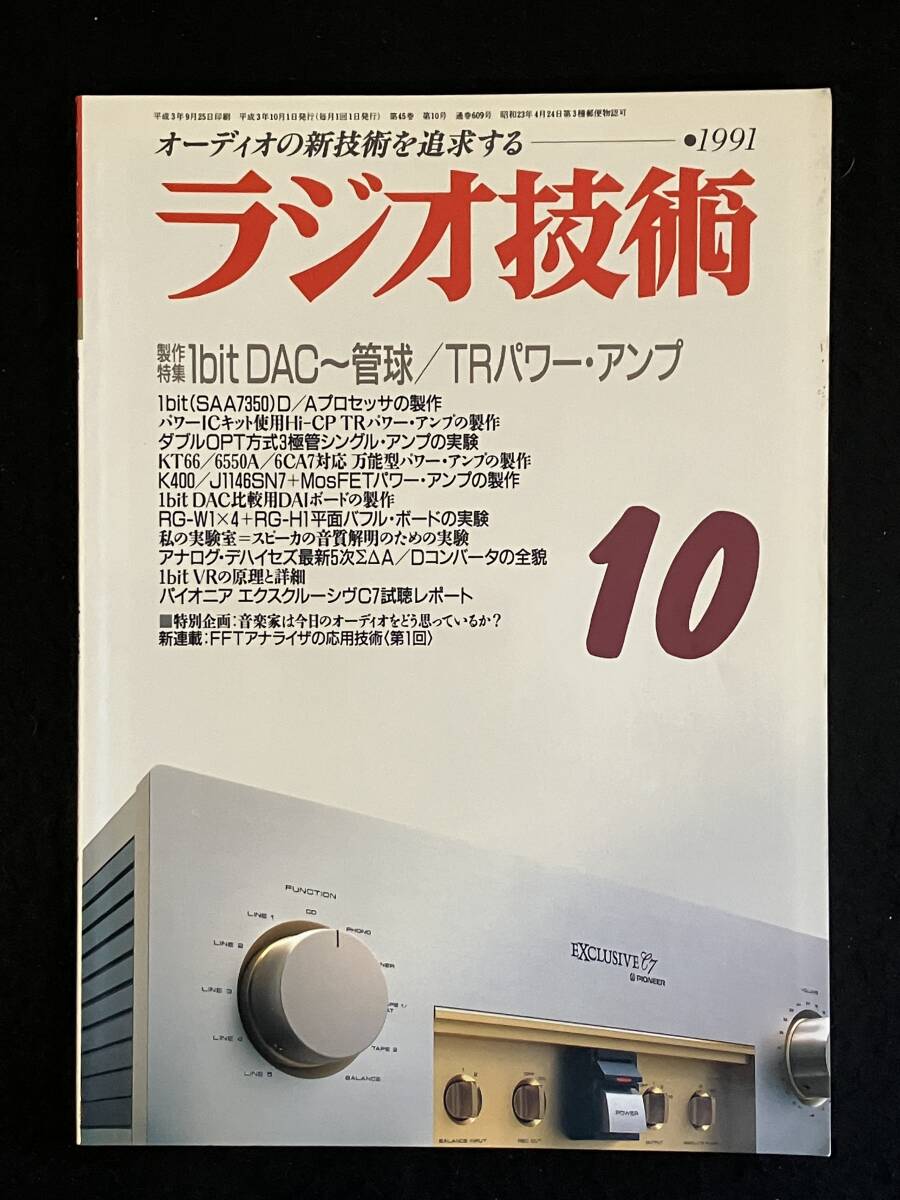 平成3年9月25日印刷 平成3年10月1日発行(毎月1回1日発行) 第45巻 第10号 通巻609号 昭和23年4月24日第3種郵便物認可
オーディオの新技術を追求する ●1991
ラジオ技術
製作特集 1bit DAC〜管球/TRパワー・アンプ
1bit(SAA7350)D/Aプロセッサの製作
パワーICキット使用Hi-CP TRパワー・アンプの製作
ダブルOPT方式3極管シングル・アンプの実験
KT66/6550A/6CA7対応 万能型パワー・アンプの製作
K400/J1146SN7+MosFETパワー・アンプの製作
1bit DAC比較用DAIボードの製作
RG-W1×4+RG-H1平面バフル・ボードの実験
私の実験室=スピーカの音質解明のための実験
アナログ・デハイセズ最新5次ΣΔA/Dコンバータの全貌
1bit VRの原理と詳細
パイオニア エクスクルーシヴC7試聴レポート
■特別企画:音楽家は今日のオーディオをどう思っているか?
新連載:FFTアナライザの応用技術〈第1回〉
10
FUNCTION
CD
PHONO
LINE 1
LINE 2
LINE 3
LINE 4
LINE 5
TAPE 2
BALANCE
EXCLUSIVE C7
PIONEER
VOLUME
POWER
BALANCE INPUT
REC OUT
OUTPUT